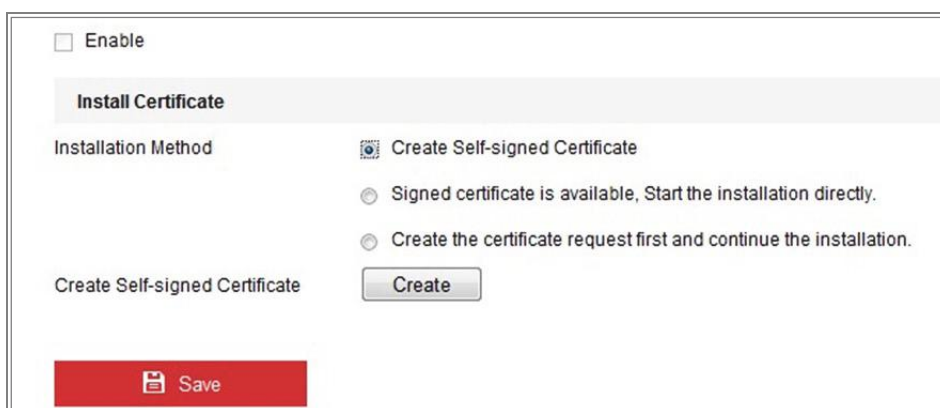 Enable
Install Certificate
Installation Method
Create Self-signed Certificate
Signed certificate is available, Start the installation directly.
Create the certificate request first and continue the installation.
Create Self-signed Certificate
Create
Save